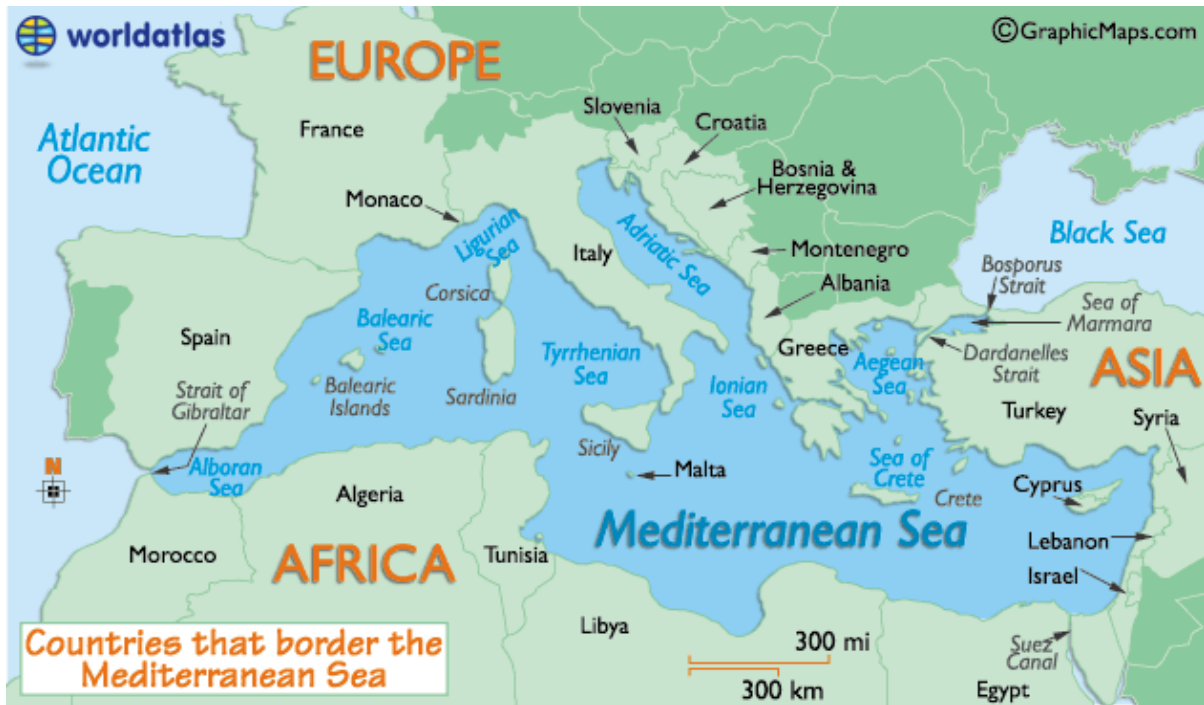 worldatlas
©GraphicMaps.com
EUROPE
Slovenia
Croatia
France
Atlantic
Ocean
Bosnia &
Herzegovina
Monaco
Ligurian
Sea
Adriatic Sea
Black Sea
Italy
Montenegro
Bosporus
Strait
Albania
Corsica
Sea of
Marmara
Balearic
Sea
Spain
Tyrrhenian
Sea
Greece
Aegean
Sea
Dardanelles
Strait
ASIA
Strait of
Gibraltar
Balearic
Islands
Sardinia
Ionian
Sea
Turkey
Syria
Sicily
N
Alboran
Sea
Malta
Sea of
Crete
Crete
Cyprus
Algeria
Mediterranean Sea
Lebanon
Morocco
AFRICA
Tunisia
Israel
Countries that border the
Mediterranean Sea
Libya
300 mi
300 km
Suez
Canal
Egypt